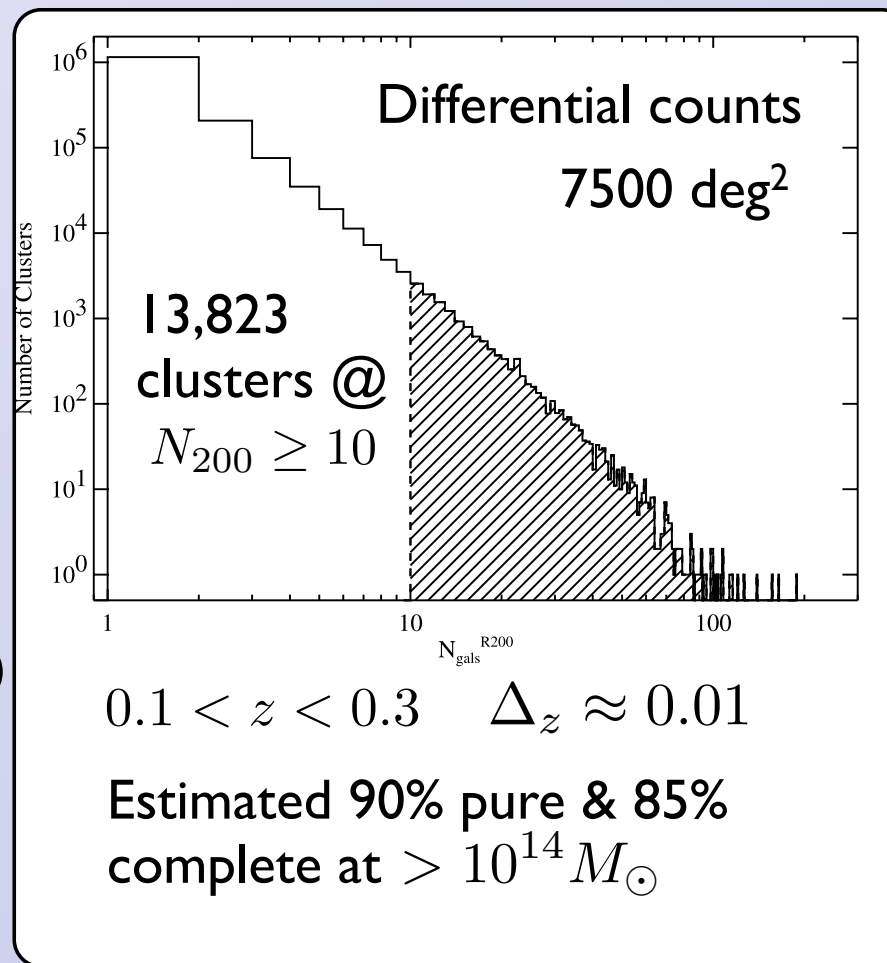 Differential counts
7500 deg²
13,823
clusters @
N₂₀₀ ≥ 10
Number of Clusters
10⁶
10⁵
10⁴
10³
10²
10¹
10⁰
1
10
100
N_gals^R200
0.1 < z < 0.3 Δ_z ≈ 0.01
Estimated 90% pure & 85%
complete at > 10¹⁴ M_⊙
)